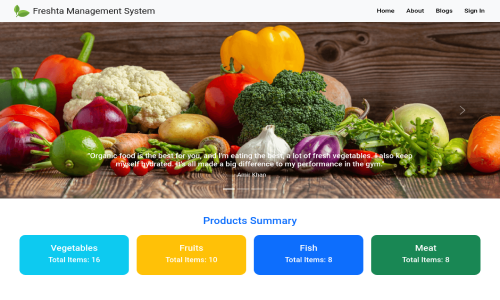 Freshta Management System
Home About Blogs Sign In
"Organic food is the best for you, and I'm eating the best, a lot of fresh vegetables. I also keep
myself hydrated. It's all made a big difference to my performance in the gym."
- Amir Khan
Products Summary
Vegetables Fruits Fish Meat
Total Items: 16 Total Items: 10 Total Items: 8 Total Items: 8